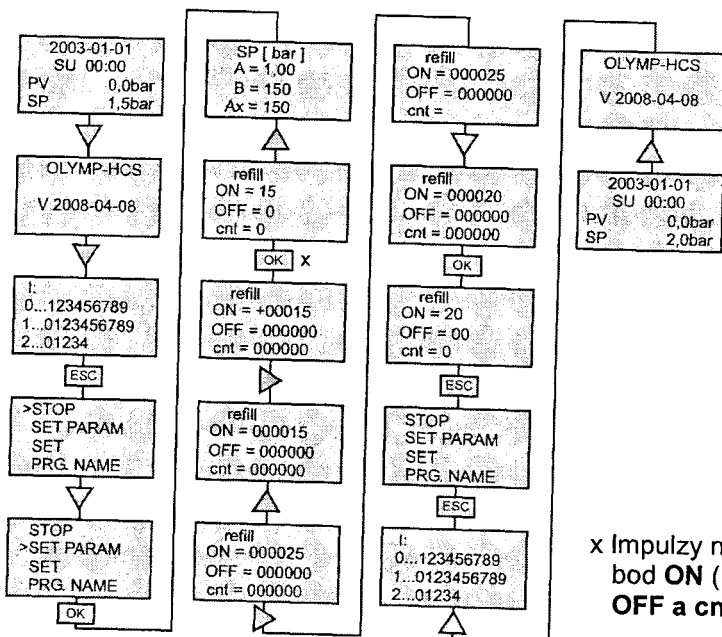 2003-01-01
SU 00:00
PV 0,0bar
SP 1,5bar
OLYMP-HCS
V 2008-04-08
I:
0...123456789
1...0123456789
2...01234
ESC
>STOP
SET PARAM
SET
PRG. NAME
STOP
>SET PARAM
SET
PRG. NAME
OK
SP [ bar ]
A = 1,00
B = 150
Ax = 150
refill
ON = 15
OFF = 0
cnt = 0
OK x
refill
ON = +00015
OFF = 000000
cnt = 000000
refill
ON = 000015
OFF = 000000
cnt = 000000
refill
ON = 000025
OFF = 000000
cnt = 000000
refill
ON = 000025
OFF = 000000
cnt =
refill
ON = 000020
OFF = 000000
cnt = 000000
OK
refill
ON = 20
OFF = 00
cnt = 0
ESC
STOP
SET PARAM
SET
PRG. NAME
ESC
I:
0...123456789
1...0123456789
2...01234
OLYMP-HCS
V 2008-04-08
2003-01-01
SU 00:00
PV 0,0bar
SP 2,0bar
x Impulzy n
bod ON (
OFF a cn